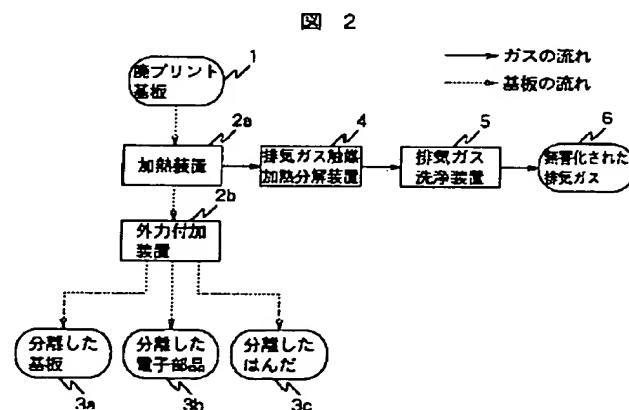 図 2
ガスの流れ
基板の流れ
1
廃プリント
基板
2a
加熱装置
4
排気ガス触媒
加熱分解装置
5
排気ガス
洗浄装置
6
無害化された
排気ガス
2b
外力付加
装置
分離した
基板
3a
分離した
電子部品
3b
分離した
はんだ
3c